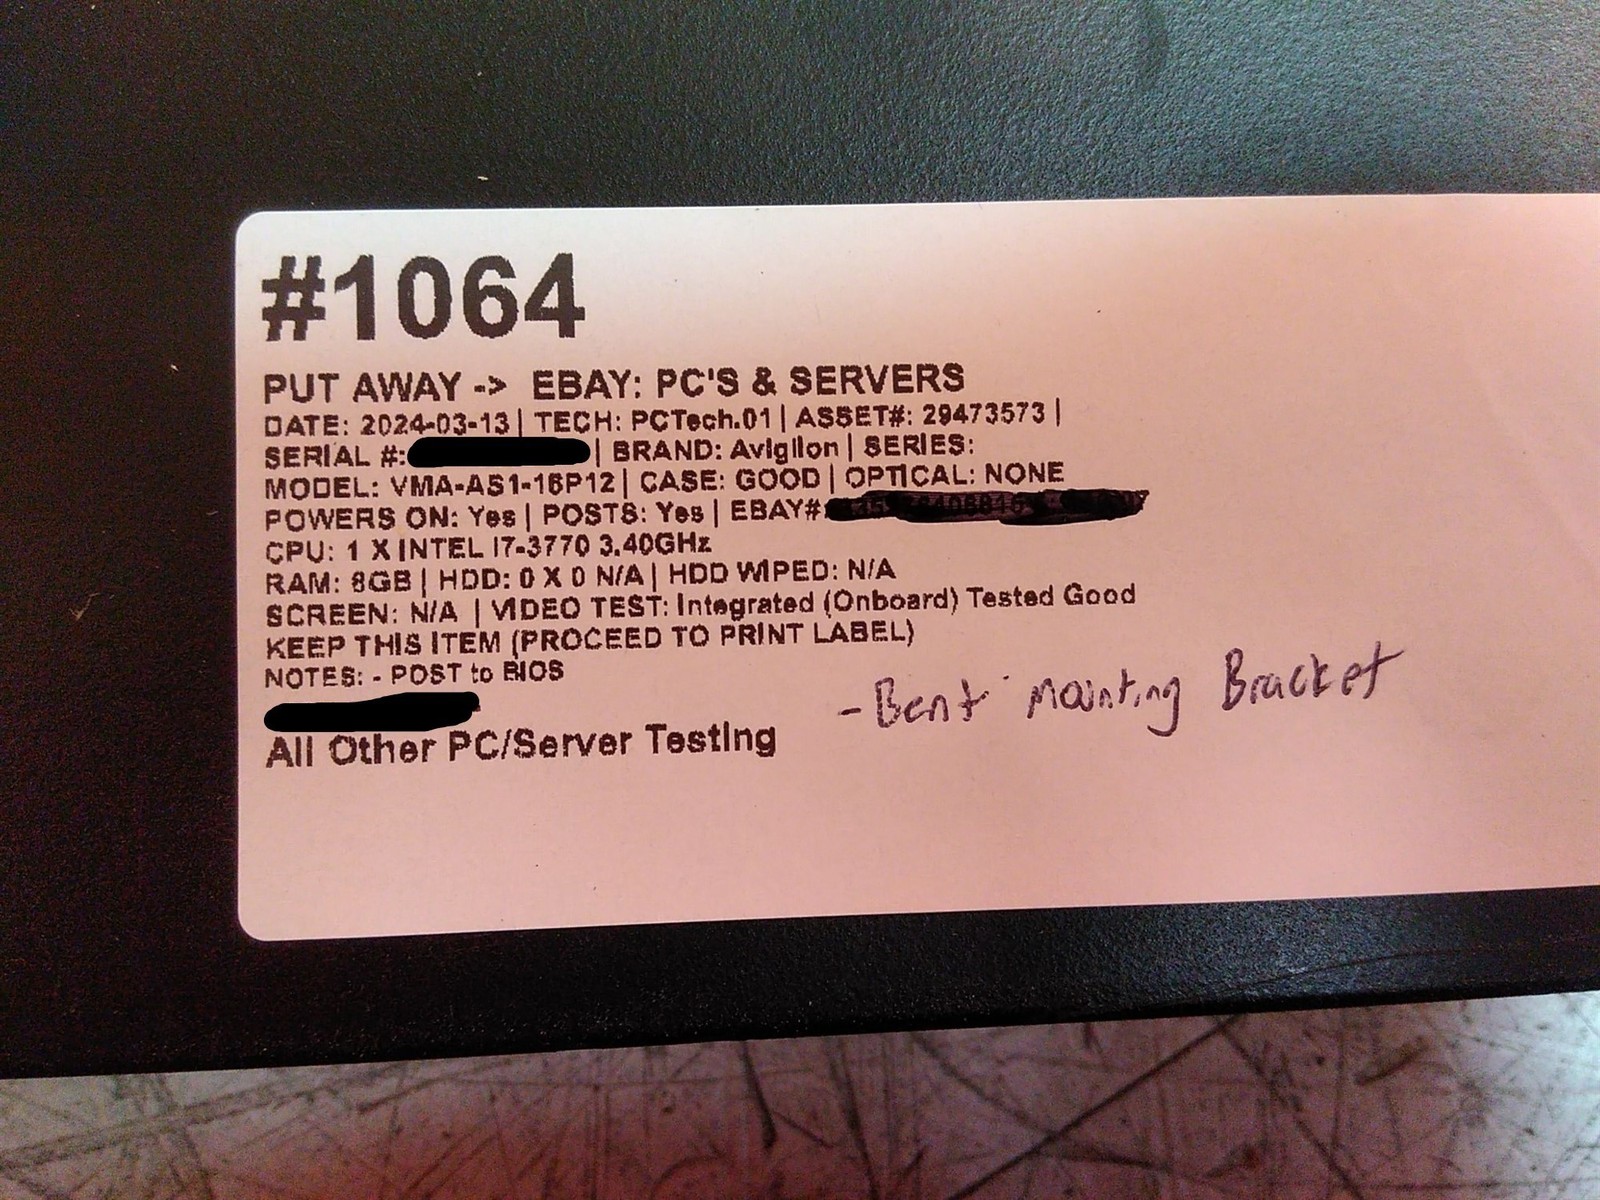 #1064
PUT AWAY -> EBAY: PC'S & SERVERS
DATE: 2024-03-13 | TECH: PCTech.01 | ASSET#: 29473573 |
SERIAL #: | BRAND: Avigilon | SERIES:
MODEL: VMA-AS1-16P12 | CASE: GOOD | OPTICAL: NONE
POWERS ON: Yes | POSTS: Yes | EBAY#
CPU: 1 X INTEL I7-3770 3.40GHz
RAM: 8GB | HDD: 0 X 0 N/A | HDD WIPED: N/A
SCREEN: N/A | VIDEO TEST: Integrated (Onboard) Tested Good
KEEP THIS ITEM (PROCEED TO PRINT LABEL)
NOTES: - POST to BIOS
- Bent Mounting Bracket
All Other PC/Server Testing